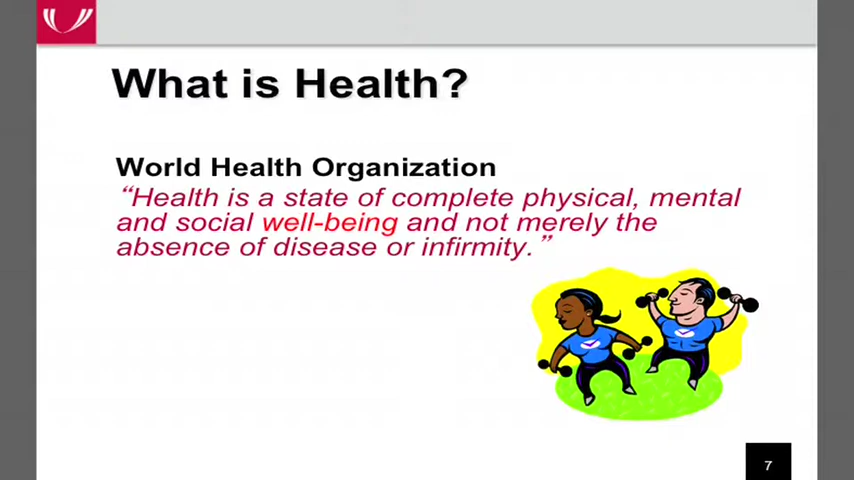 What is Health?
World Health Organization
“Health is a state of complete physical, mental
and social well-being and not merely the
absence of disease or infirmity.”
7